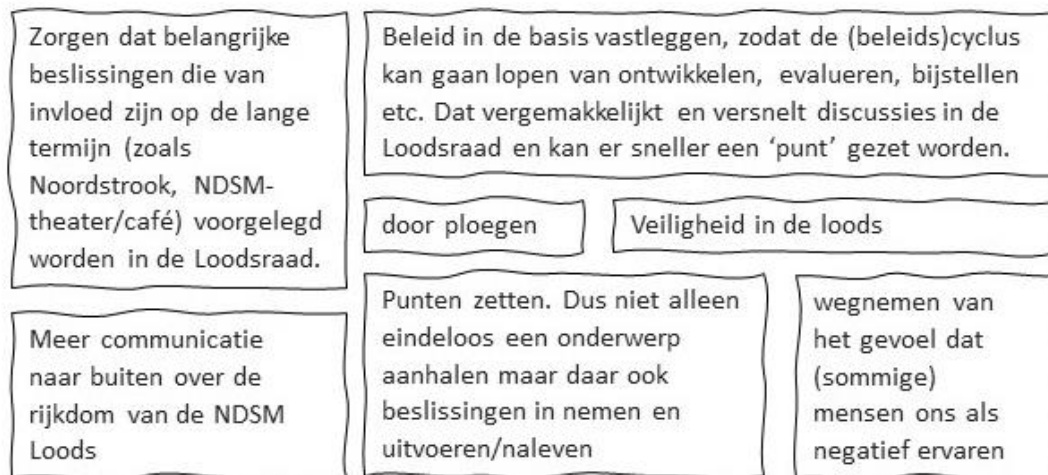 Zorgen dat belangrijke
beslissingen die van
invloed zijn op de lange
termijn (zoals
Noordstrook, NDSM-
theater/café) voorgelegd
worden in de Loodsraad.
Beleid in de basis vastleggen, zodat de (beleids)cyclus
kan gaan lopen van ontwikkelen, evalueren, bijstellen
etc. Dat vergemakkelijkt en versnelt discussies in de
Loodsraad en kan er sneller een ‘punt’ gezet worden.
door ploegen
Veiligheid in de loods
Meer communicatie
naar buiten over de
rijkdom van de NDSM
Loods
Punten zetten. Dus niet alleen
eindeloos een onderwerp
aanhalen maar daar ook
beslissingen in nemen en
uitvoeren/naleven
wegnemen van
het gevoel dat
(sommige)
mensen ons als
negatief ervaren